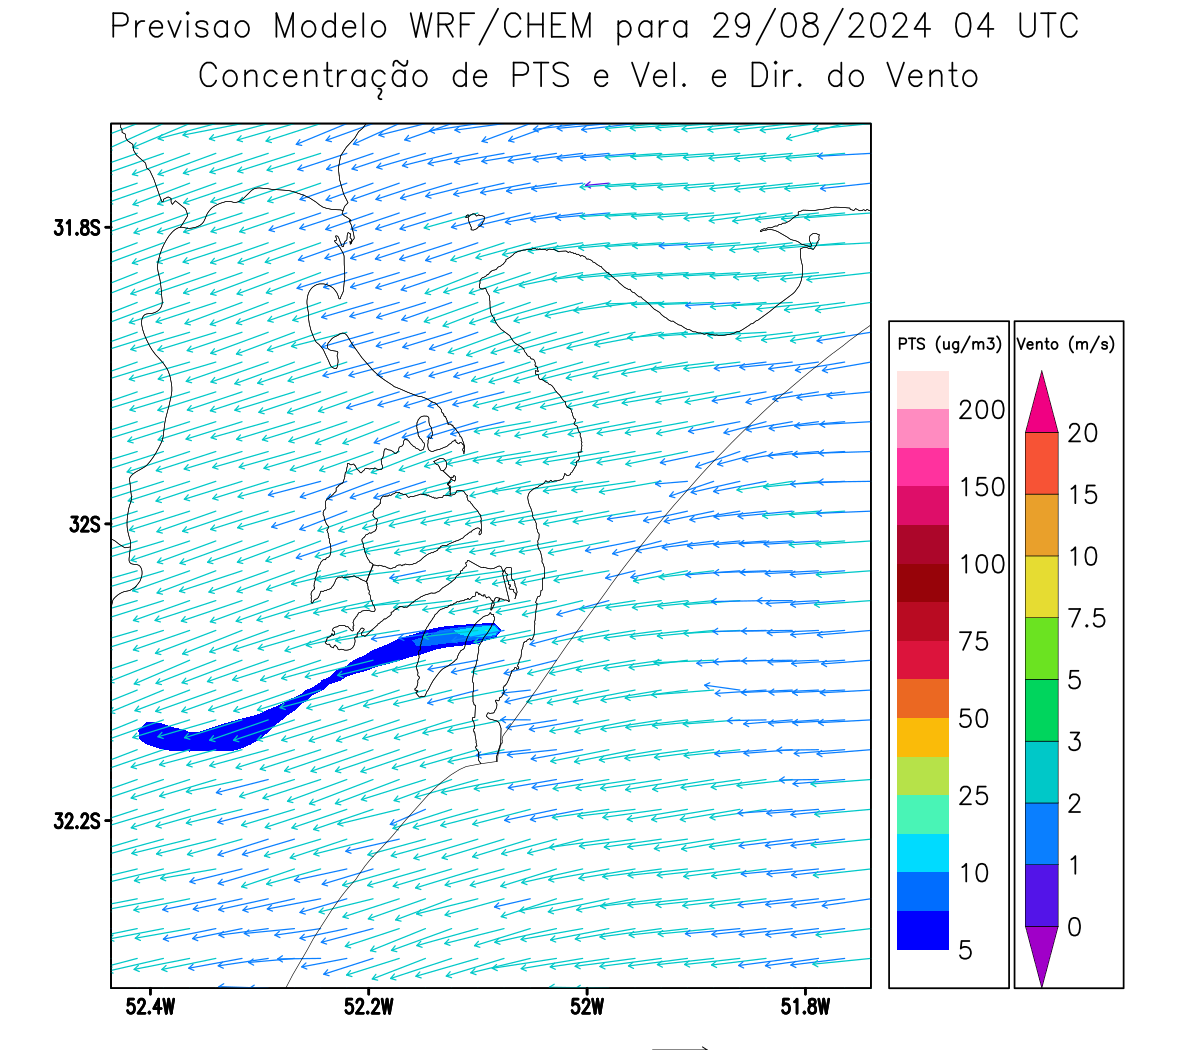 Previsao Modelo WRF/CHEM para 29/08/2024 04 UTC
Concentração de PTS e Vel. e Dir. do Vento
31.8S
32S
32.2S
52.4W
52.2W
52W
51.8W
PTS (ug/m3)
200
150
100
75
50
25
10
5
Vento (m/s)
20
15
10
7.5
5
3
2
1
0